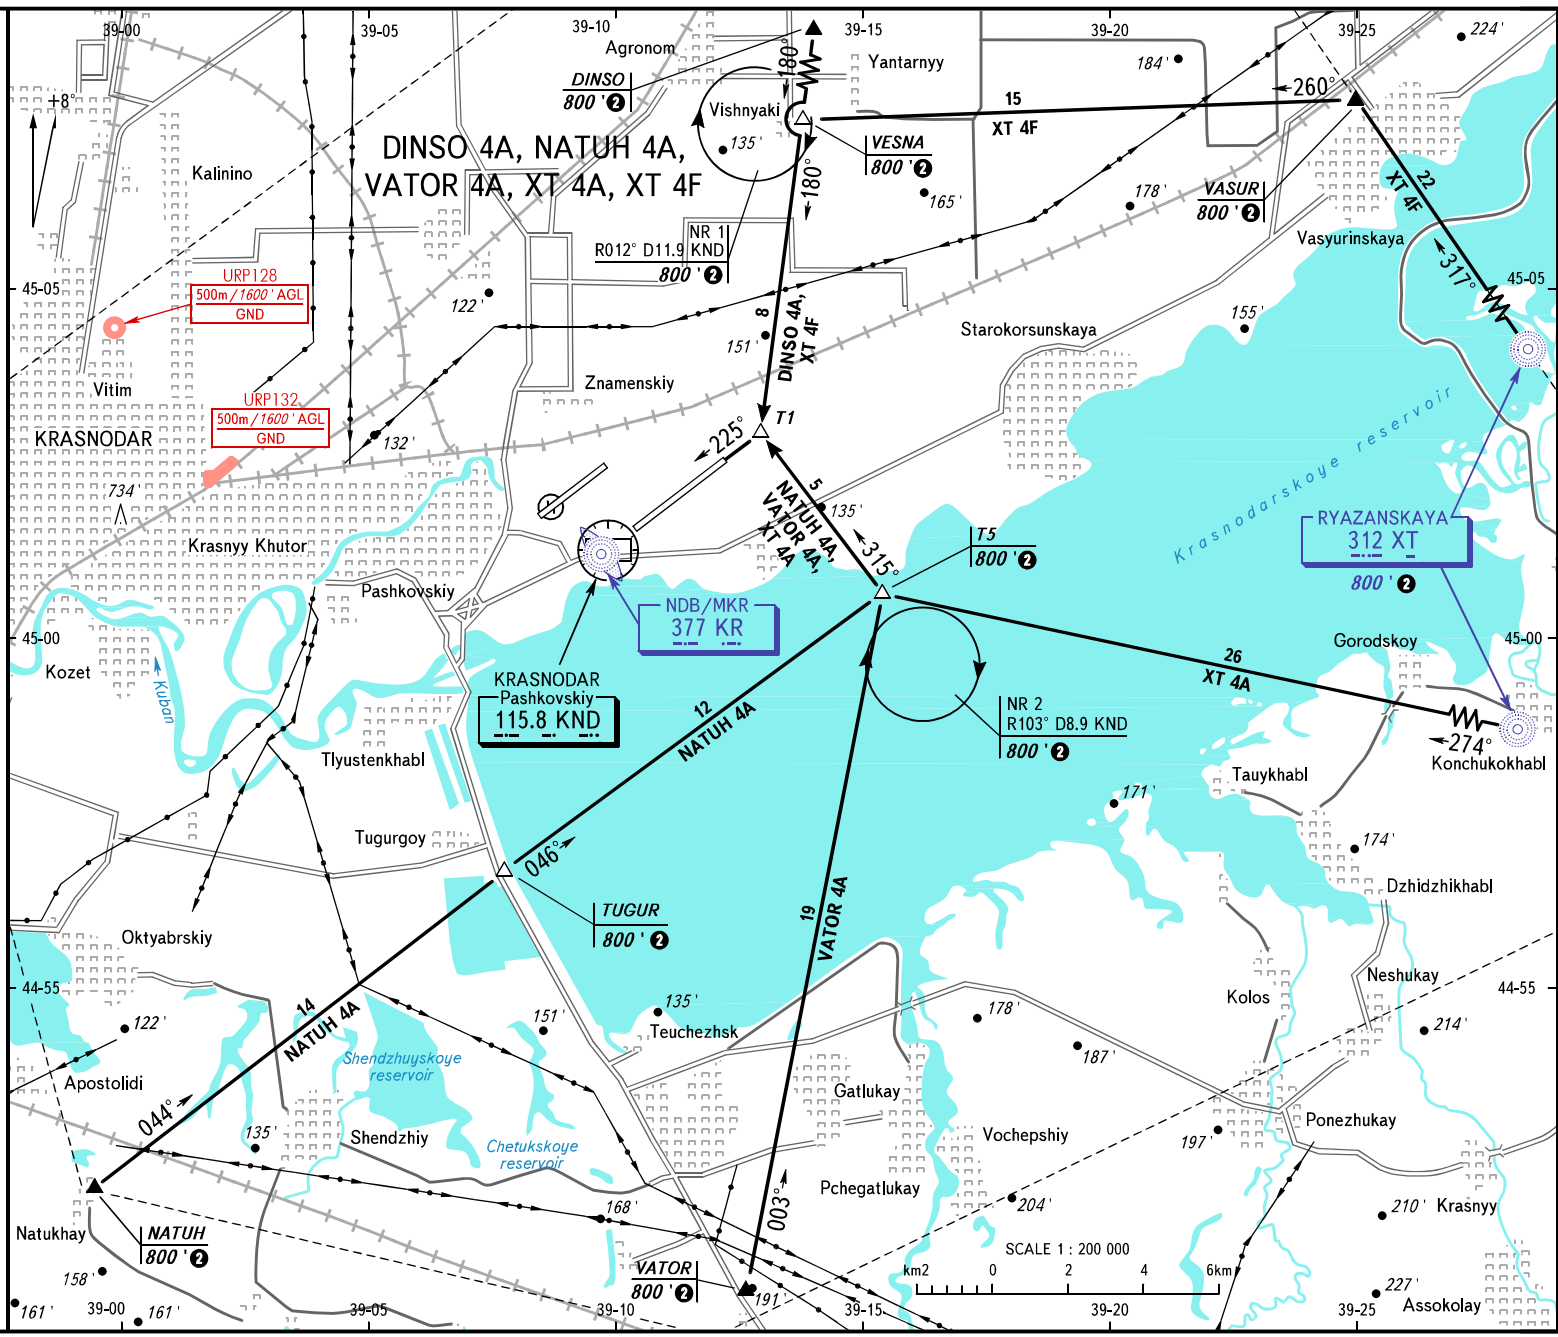 39-00
39-05
39-10
39-15
39-20
39-25
Agronom
Yantarnyy
224'
184'
+8°
DINSO
800' 2
180°
Vishnyaki
135'
15
XT 4F
260°
DINSO 4A, NATUH 4A,
VATOR 4A, XT 4A, XT 4F
VESNA
800' 2
Kalinino
180°
165'
178'
VASUR
800' 2
22
XT 4F
NR 1
R012° D11.9 KND
800' 2
Vasyurinskaya
317°
45-05
45-05
URP128
500m/1600' AGL
GND
122'
8
DINSO 4A,
XT 4F
151'
Starokorsunskaya
155'
Vitim
Znamenskiy
URP132
500m/1600' AGL
GND
T1
225°
KRASNODAR
132'
734'
5
NATUH 4A,
VATOR 4A,
XT 4A
135'
315°
Krasnodarskoye reservoir
T5
800' 2
RYAZANSKAYA
312 XT
800' 2
Krasnyy Khutor
Pashkovskiy
NDB/MKR
377 KR
45-00
45-00
Gorodskoy
Kozet
Kuban
KRASNODAR
Pashkovskiy
115.8 KND
26
XT 4A
12
NATUH 4A
NR 2
R103° D8.9 KND
800' 2
274°
Konchukokhabl
Tlyustenkhabl
Tauykhabl
171'
Tugurgoy
046°
174'
Dzhidzhikhabl
TUGUR
800' 2
19
VATOR 4A
Oktyabrskiy
Neshukay
44-55
44-55
Kolos
14
NATUH 4A
122'
151'
135'
Teuchezhsk
178'
214'
187'
Shendzhuyskoye
reservoir
Apostolidi
Gatlukay
044°
135'
Shendzhiy
Chetukskoye
reservoir
Vochepshiy
197'
Ponezhukay
Pchegatlukay
003°
204'
210'
Krasnyy
168'
Natukhay
NATUH
800' 2
SCALE 1 : 200 000
km2 0 2 4 6km
158'
VATOR
800' 2
191'
227'
Assokolay
161'
161'
39-00
39-05
39-10
39-15
39-20
39-25